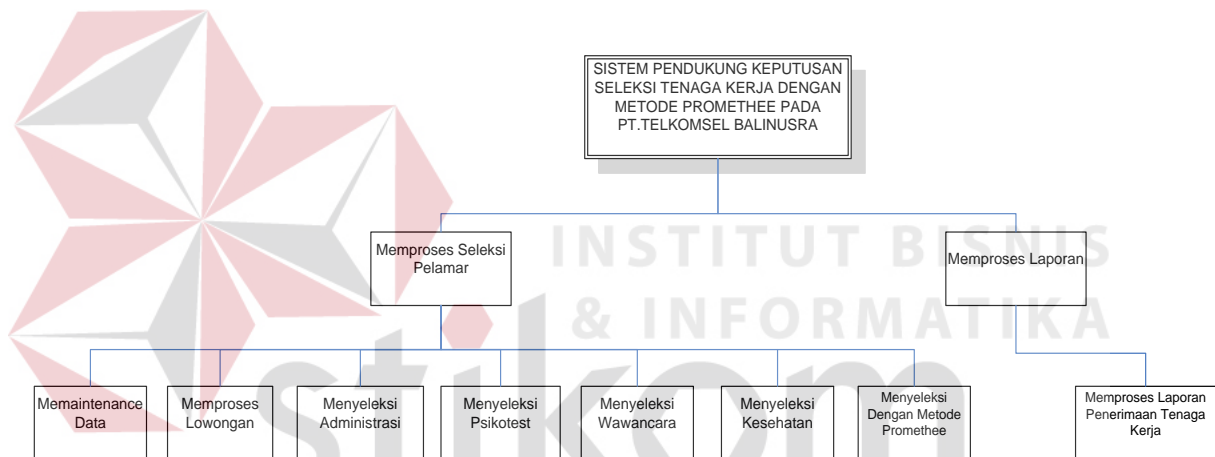 SISTEM PENDUKUNG KEPUTUSAN
SELEKSI TENAGA KERJA DENGAN
METODE PROMETHEE PADA
PT.TELKOMSEL BALINUSRA
INSTITUT BISNIS
& INFORMATIKA
stikom
Memproses Seleksi
Pelamar
Memproses Laporan
Memaintenance
Data
Memproses
Lowongan
Menyeleksi
Administrasi
Menyeleksi
Psikotest
Menyeleksi
Wawancara
Menyeleksi
Kesehatan
Menyeleksi
Dengan Metode
Promethee
Memproses Laporan
Penerimaan Tenaga
Kerja